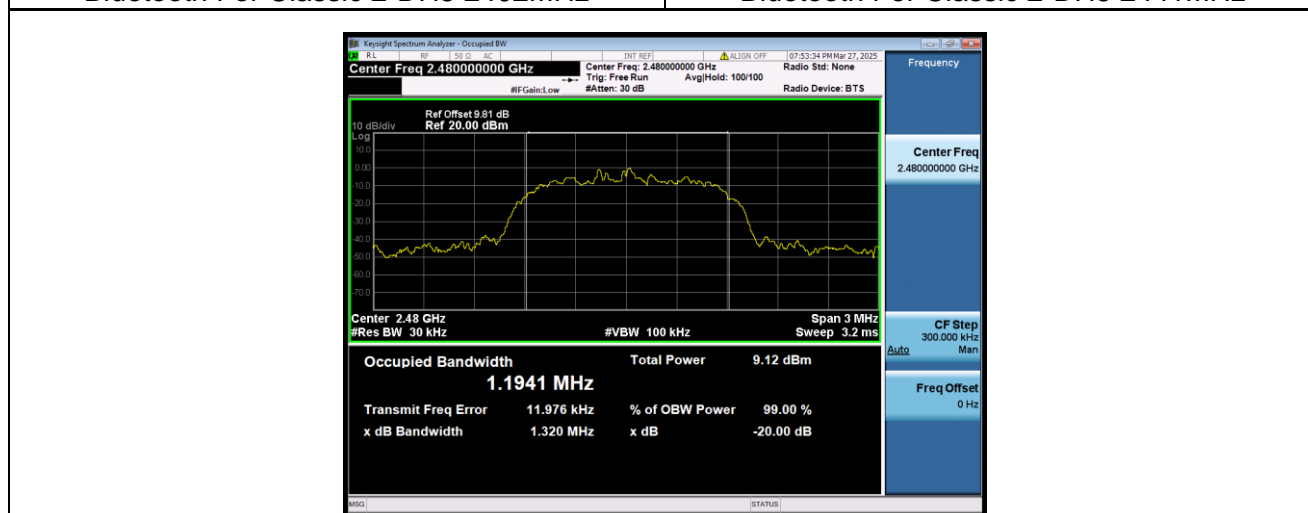 Keysight Spectrum Analyzer - Occupied BW
RL RF 50 Ω AC INT REF ALIGN OFF 07:53:34 PM Mar 27, 2025
Center Freq 2.480000000 GHz
Center Freq: 2.480000000 GHz
Radio Std: None
Trig: Free Run Avg|Hold: 100/100
#IFGain:Low
#Atten: 30 dB
Radio Device: BTS
Frequency
Ref Offset 9.81 dB
10 dB/div Ref 20.00 dBm
Log
10.0
0.00
-10.0
-20.0
-30.0
-40.0
-50.0
-60.0
-70.0
Center 2.48 GHz Span 3 MHz
#Res BW 30 kHz #VBW 100 kHz Sweep 3.2 ms
Center Freq
2.480000000 GHz
CF Step
300.000 kHz
Auto Man
Freq Offset
0 Hz
Occupied Bandwidth Total Power 9.12 dBm
1.1941 MHz
Transmit Freq Error 11.976 kHz % of OBW Power 99.00 %
x dB Bandwidth 1.320 MHz x dB -20.00 dB
MSG STATUS